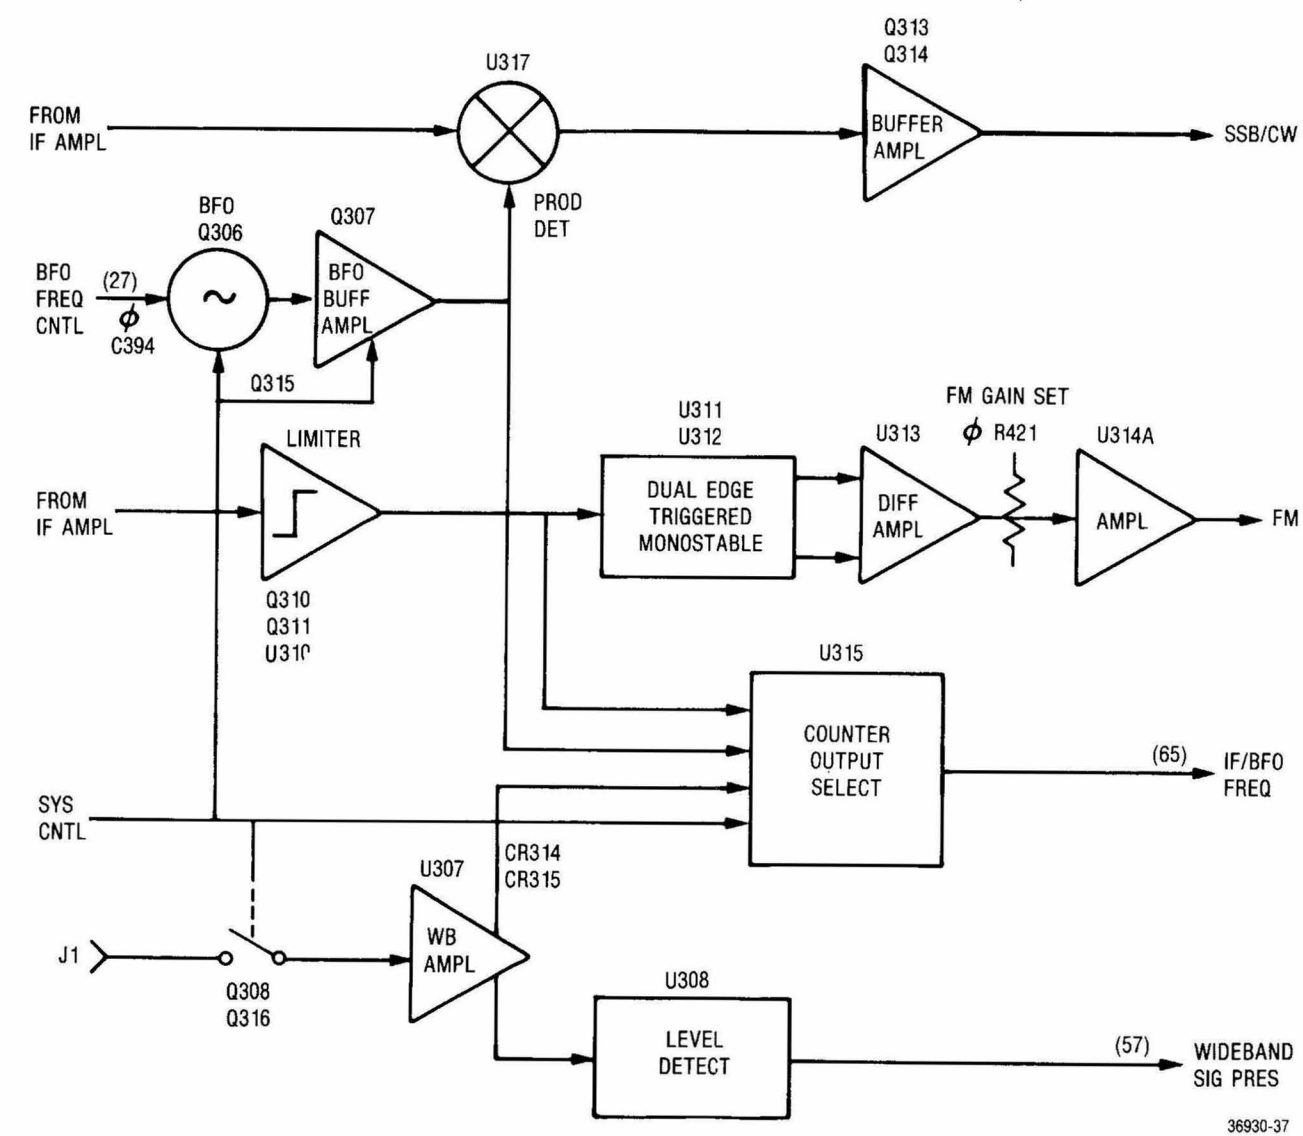 Q313
Q314
U317
FROM
IF AMPL
BUFFER
AMPL
SSB/CW
PROD
DET
BFO
Q306
Q307
BFO
FREQ
CNTL
(27)
ϕ
C394
~
BFO
BUFF
AMPL
Q315
LIMITER
FROM
IF AMPL
Q310
Q311
U310
U311
U312
DUAL EDGE
TRIGGERED
MONOSTABLE
U313
DIFF
AMPL
FM GAIN SET
ϕ R421
U314A
AMPL
FM
U315
COUNTER
OUTPUT
SELECT
(65)
IF/BFO
FREQ
SYS
CNTL
CR314
CR315
U307
WB
AMPL
J1
Q308
Q316
U308
LEVEL
DETECT
(57)
WIDEBAND
SIG PRES
36930-37